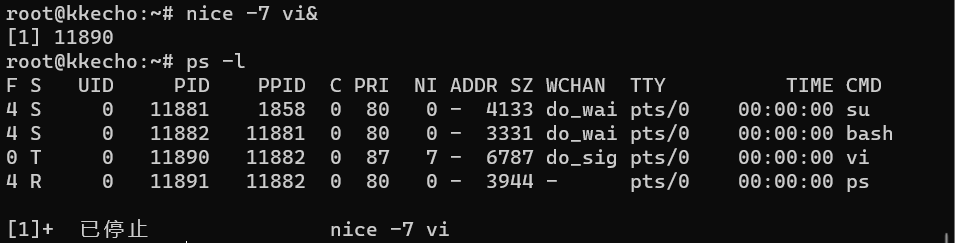 root@kkecho:~# nice -7 vi&
[1] 11890
root@kkecho:~# ps -l
F S   UID     PID    PPID  C PRI  NI ADDR SZ WCHAN  TTY          TIME CMD
4 S     0   11881    1858  0  80   0 -  4133 do_wai pts/0    00:00:00 su
4 S     0   11882   11881  0  80   0 -  3331 do_wai pts/0    00:00:00 bash
0 T     0   11890   11882  0  87   7 -  6787 do_sig pts/0    00:00:00 vi
4 R     0   11891   11882  0  80   0 -  3944 -      pts/0    00:00:00 ps
[1]+  已停止               nice -7 vi